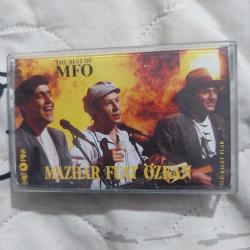 THE BEST OF
MFO
MAZHAR FUAT ÖZKAN